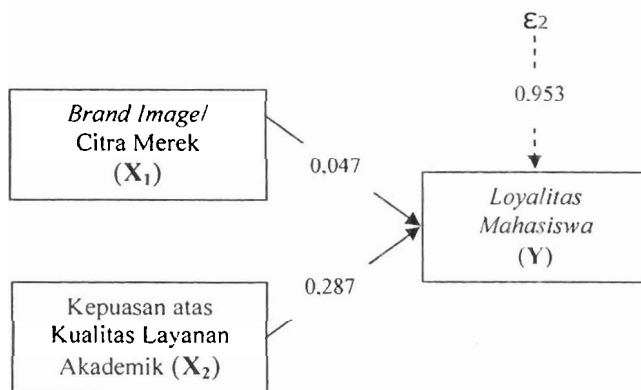 ε2
0.953
Brand Image/
Citra Merek
(X₁)
0,047
Loyalitas
Mahasiswa
(Y)
0.287
Kepuasan atas
Kualitas Layanan
Akademik (X₂)